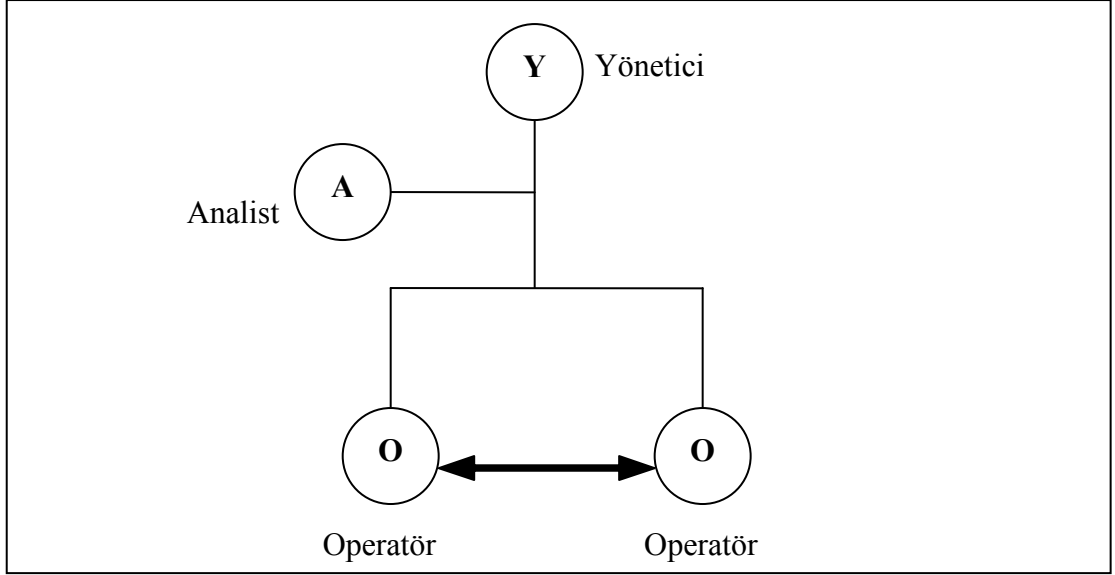 Y
Yönetici
A
Analist
O
O
Operatör
Operatör